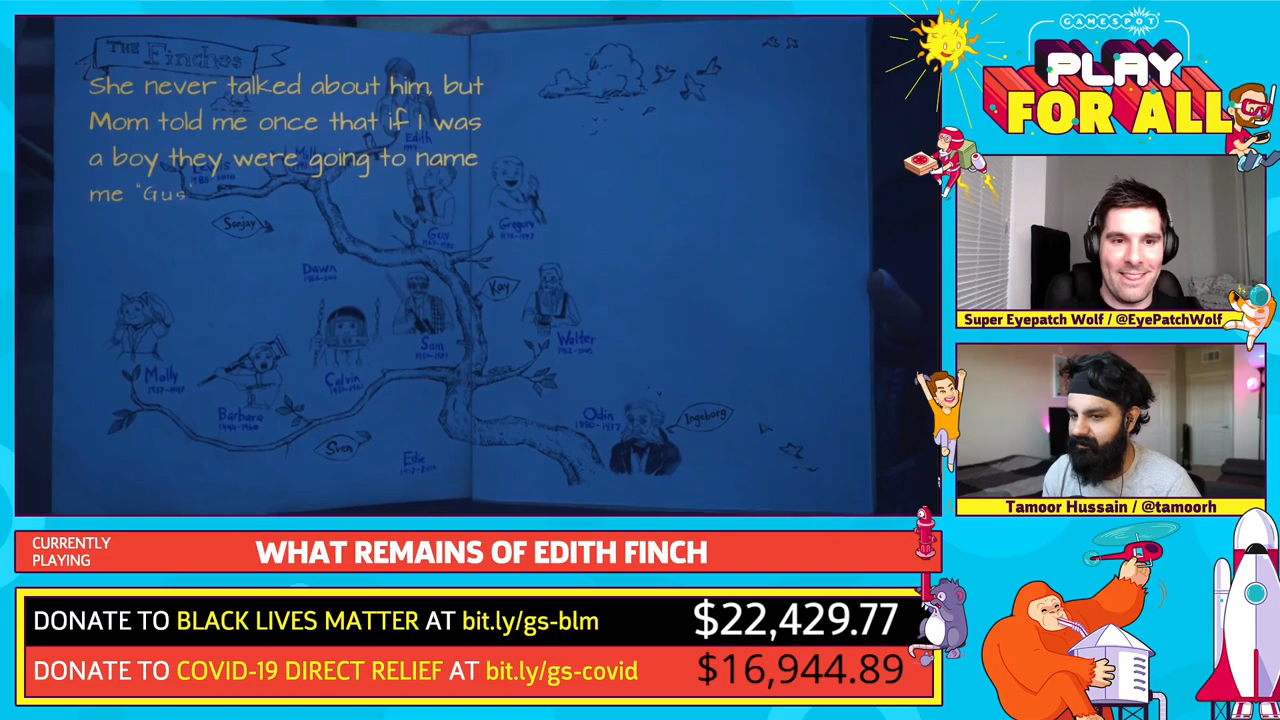 THE Finches
She never talked about him, but
Mom told me once that if I was
a boy they were going to name
me "Gus"
Edith
Sanjay
Gus
Gregory
Dawn
Kay
Sam
Walter
Molly
Calvin
Barbara
Odin
Ingeborg
Sven
Edie
GAMESPOT
PLAY
FOR ALL
Super Eyepatch Wolf / @EyePatchWolf
Tamoor Hussain / @tamoorh
CURRENTLY
PLAYING
WHAT REMAINS OF EDITH FINCH
DONATE TO BLACK LIVES MATTER AT bit.ly/gs-blm $22,429.77
DONATE TO COVID-19 DIRECT RELIEF AT bit.ly/gs-covid $16,944.89